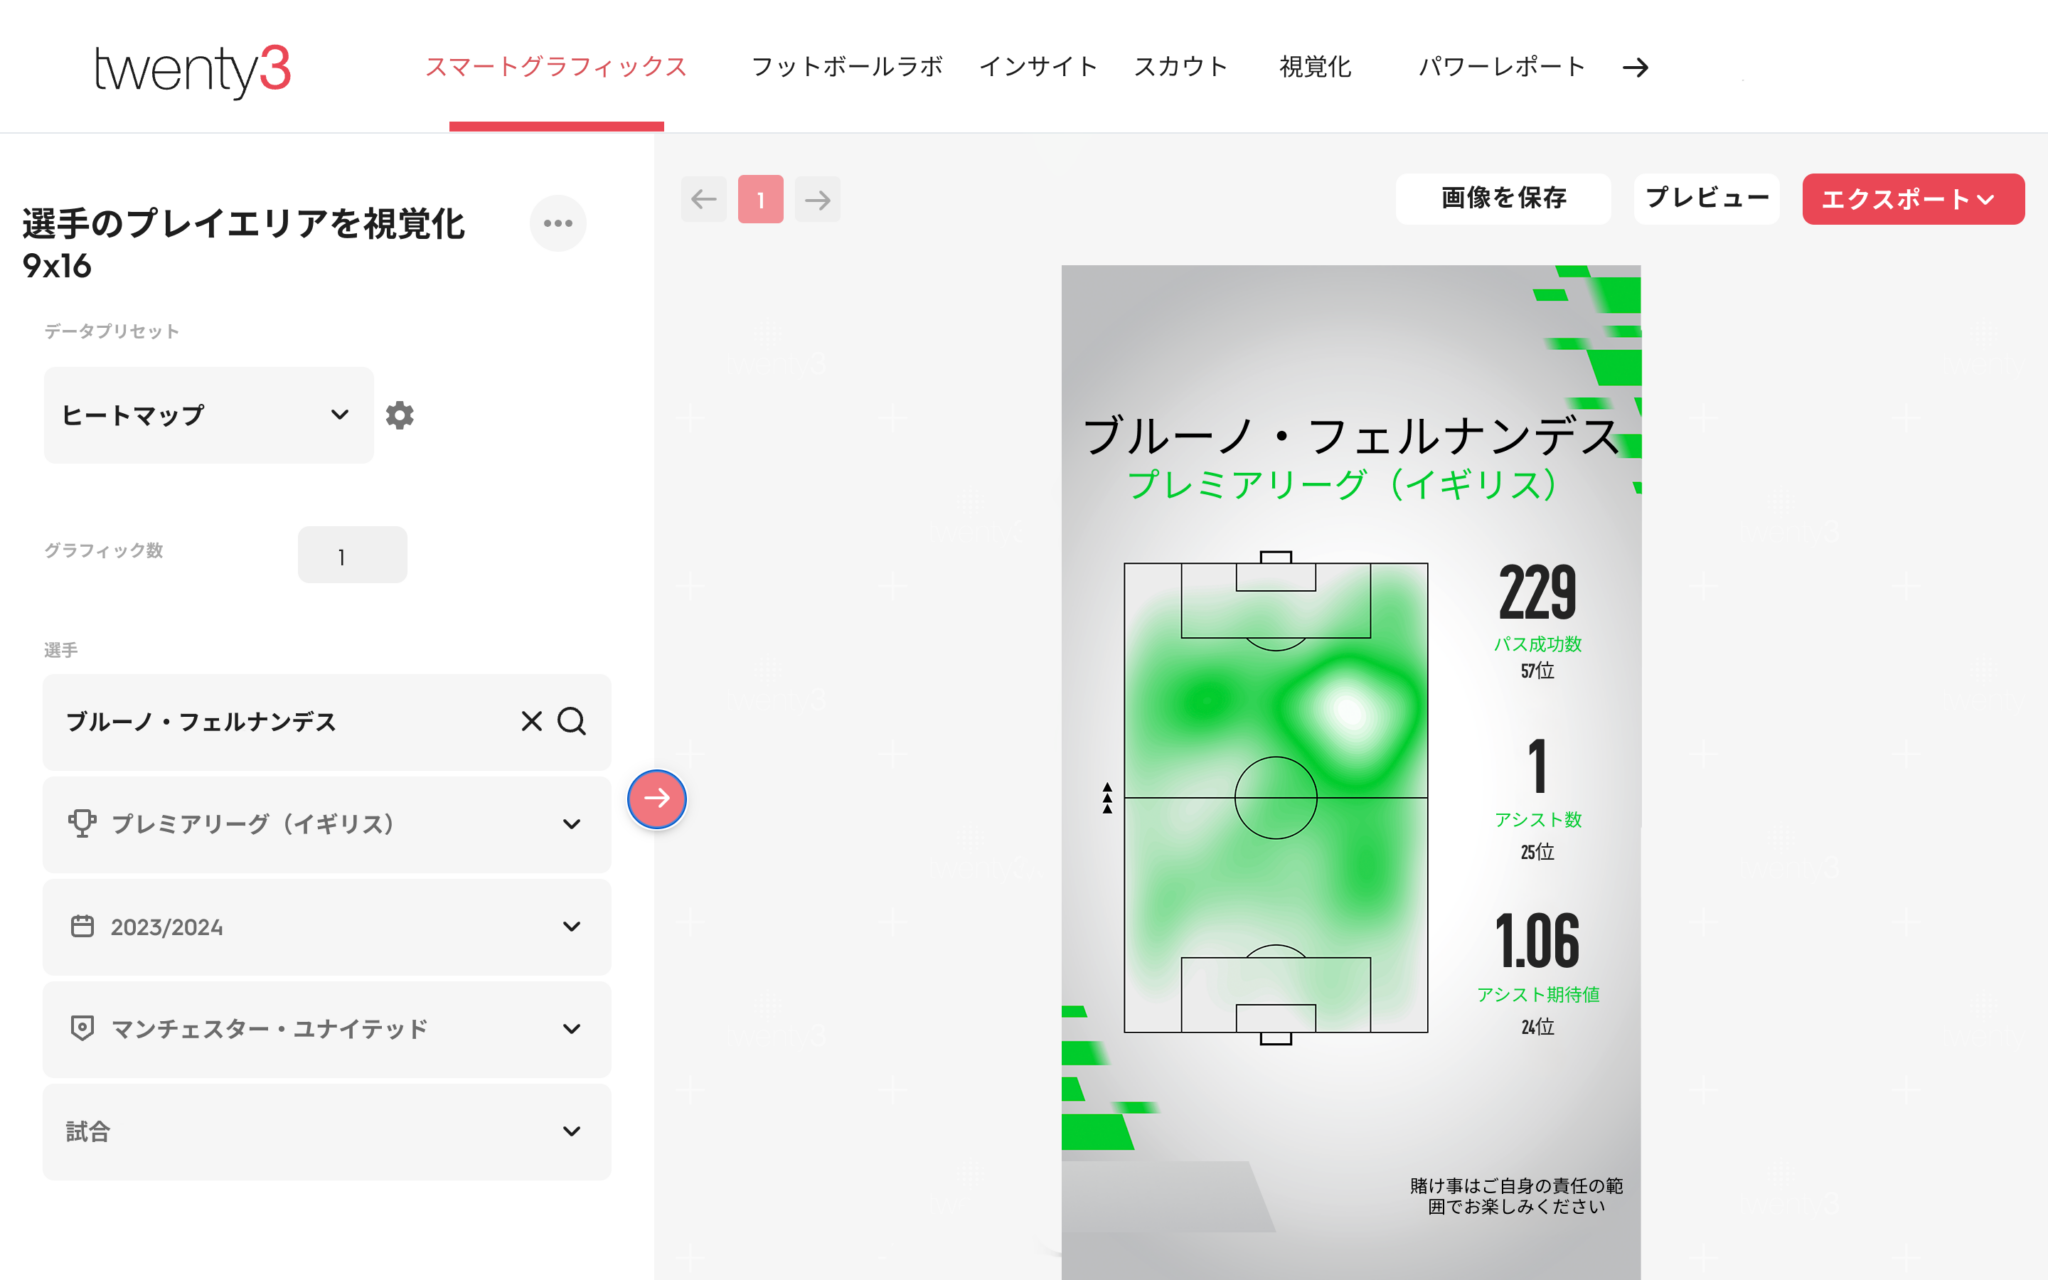 twenty3
スマートグラフィックス
フットボールラボ
インサイト
スカウト
視覚化
パワーレポート
選手のプレイエリアを視覚化
9x16
データプリセット
ヒートマップ
グラフィック数
1
選手
ブルーノ・フェルナンデス
プレミアリーグ（イギリス）
2023/2024
マンチェスター・ユナイテッド
試合
1
画像を保存
プレビュー
エクスポート
ブルーノ・フェルナンデス
プレミアリーグ（イギリス）
229
パス成功数
57位
1
アシスト数
25位
1.06
アシスト期待値
24位
賭け事はご自身の責任の範
囲でお楽しみください